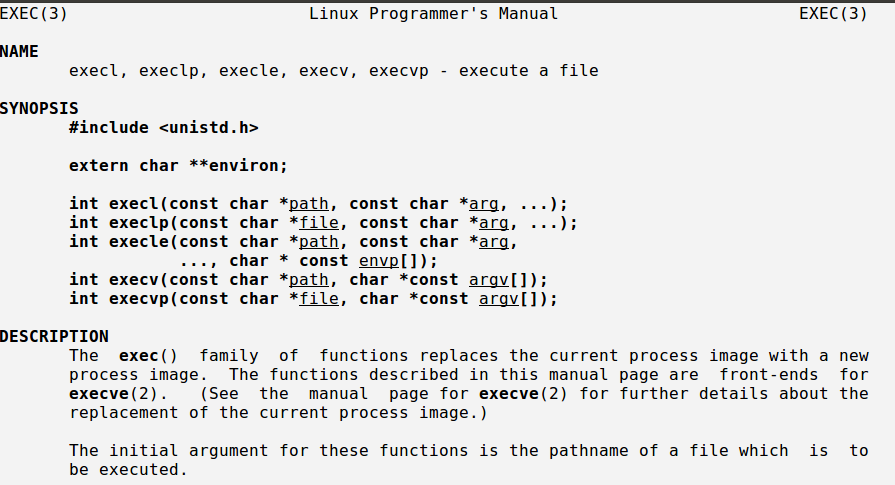 EXEC(3) Linux Programmer's Manual EXEC(3)
NAME
execl, execlp, execle, execv, execvp - execute a file
SYNOPSIS
#include <unistd.h>
extern char **environ;
int execl(const char *path, const char *arg, ...);
int execlp(const char *file, const char *arg, ...);
int execle(const char *path, const char *arg,
..., char * const envp[]);
int execv(const char *path, char *const argv[]);
int execvp(const char *file, char *const argv[]);
DESCRIPTION
The exec() family of functions replaces the current process image with a new
process image. The functions described in this manual page are front-ends for
execve(2). (See the manual page for execve(2) for further details about the
replacement of the current process image.)
The initial argument for these functions is the pathname of a file which is to
be executed.